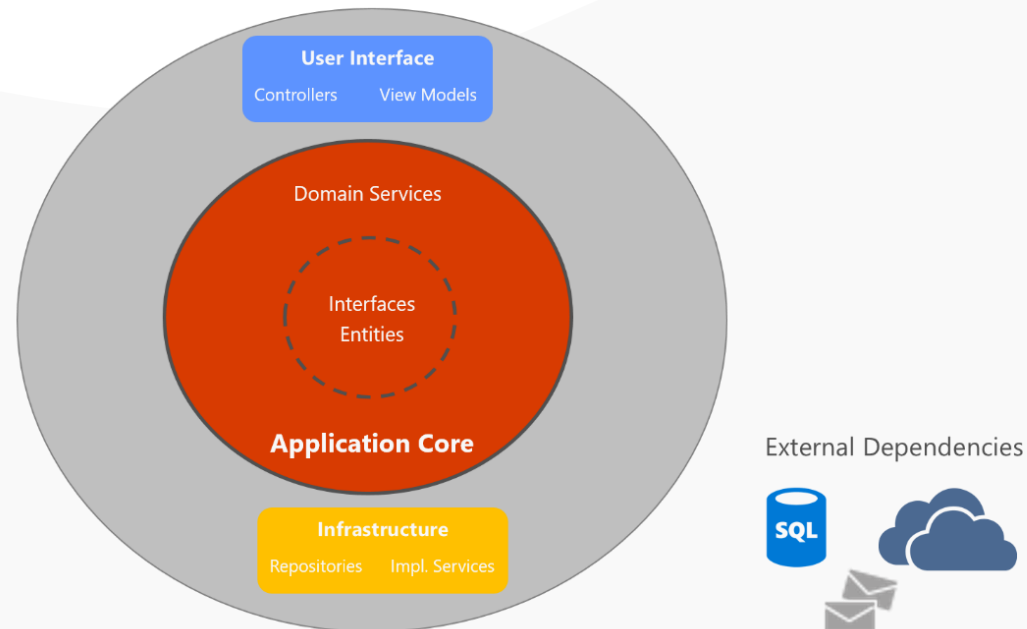 User Interface
Controllers View Models
Domain Services
Interfaces
Entities
Application Core
Infrastructure
Repositories Impl. Services
External Dependencies
SQL